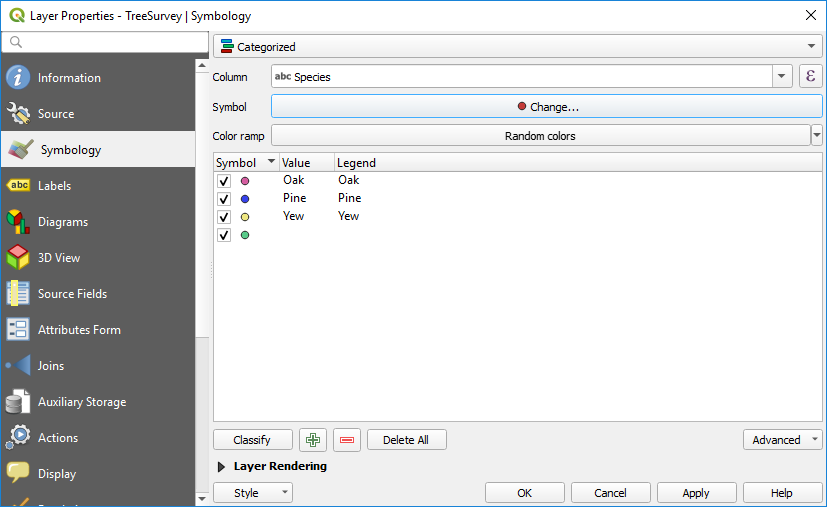 Layer Properties - TreeSurvey | Symbology
Categorized
Information
Column abc Species ε
Source
Symbol Change...
Symbology
Color ramp Random colors
Symbol Value Legend
Oak Oak
abc Labels
Pine Pine
Diagrams
Yew Yew
3D View
Source Fields
Attributes Form
Joins
Auxiliary Storage
Actions
Display
Classify Delete All Advanced
Layer Rendering
Style OK Cancel Apply Help